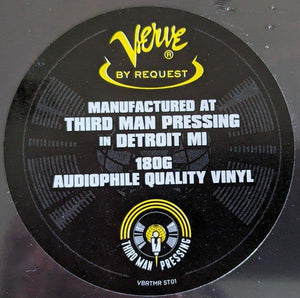 Verve
®
BY REQUEST
MANUFACTURED AT
THIRD MAN PRESSING
IN DETROIT MI
180G
AUDIOPHILE QUALITY VINYL
THIRD MAN PRESSING
VBRTMR ST01